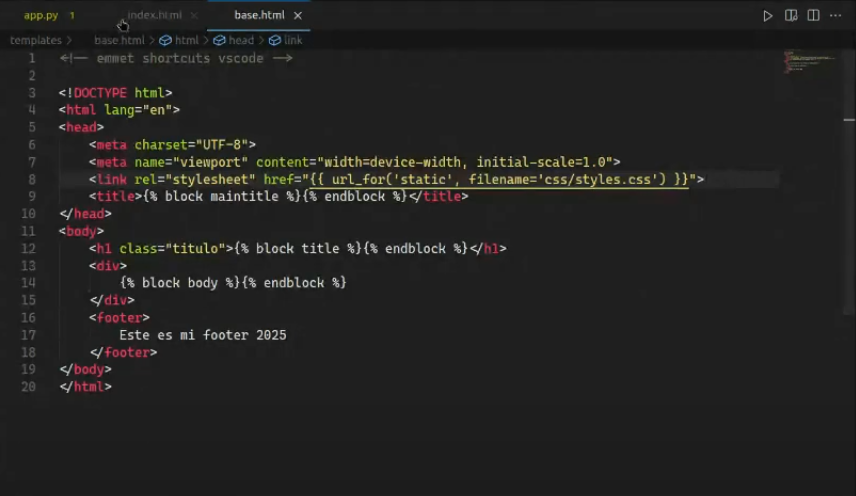 app.py 1 index.html × base.html ×
templates > base.html > html > head > link
1 <!-- emmet shortcuts vscode -->
2
3 <!DOCTYPE html>
4 <html lang="en">
5 <head>
6 <meta charset="UTF-8">
7 <meta name="viewport" content="width=device-width, initial-scale=1.0">
8 <link rel="stylesheet" href="{{ url_for('static', filename='css/styles.css') }}">
9 <title>{% block maintitle %}{% endblock %}</title>
10 </head>
11 <body>
12 <h1 class="titulo">{% block title %}{% endblock %}</h1>
13 <div>
14 {% block body %}{% endblock %}
15 </div>
16 <footer>
17 Este es mi footer 2025
18 </footer>
19 </body>
20 </html>